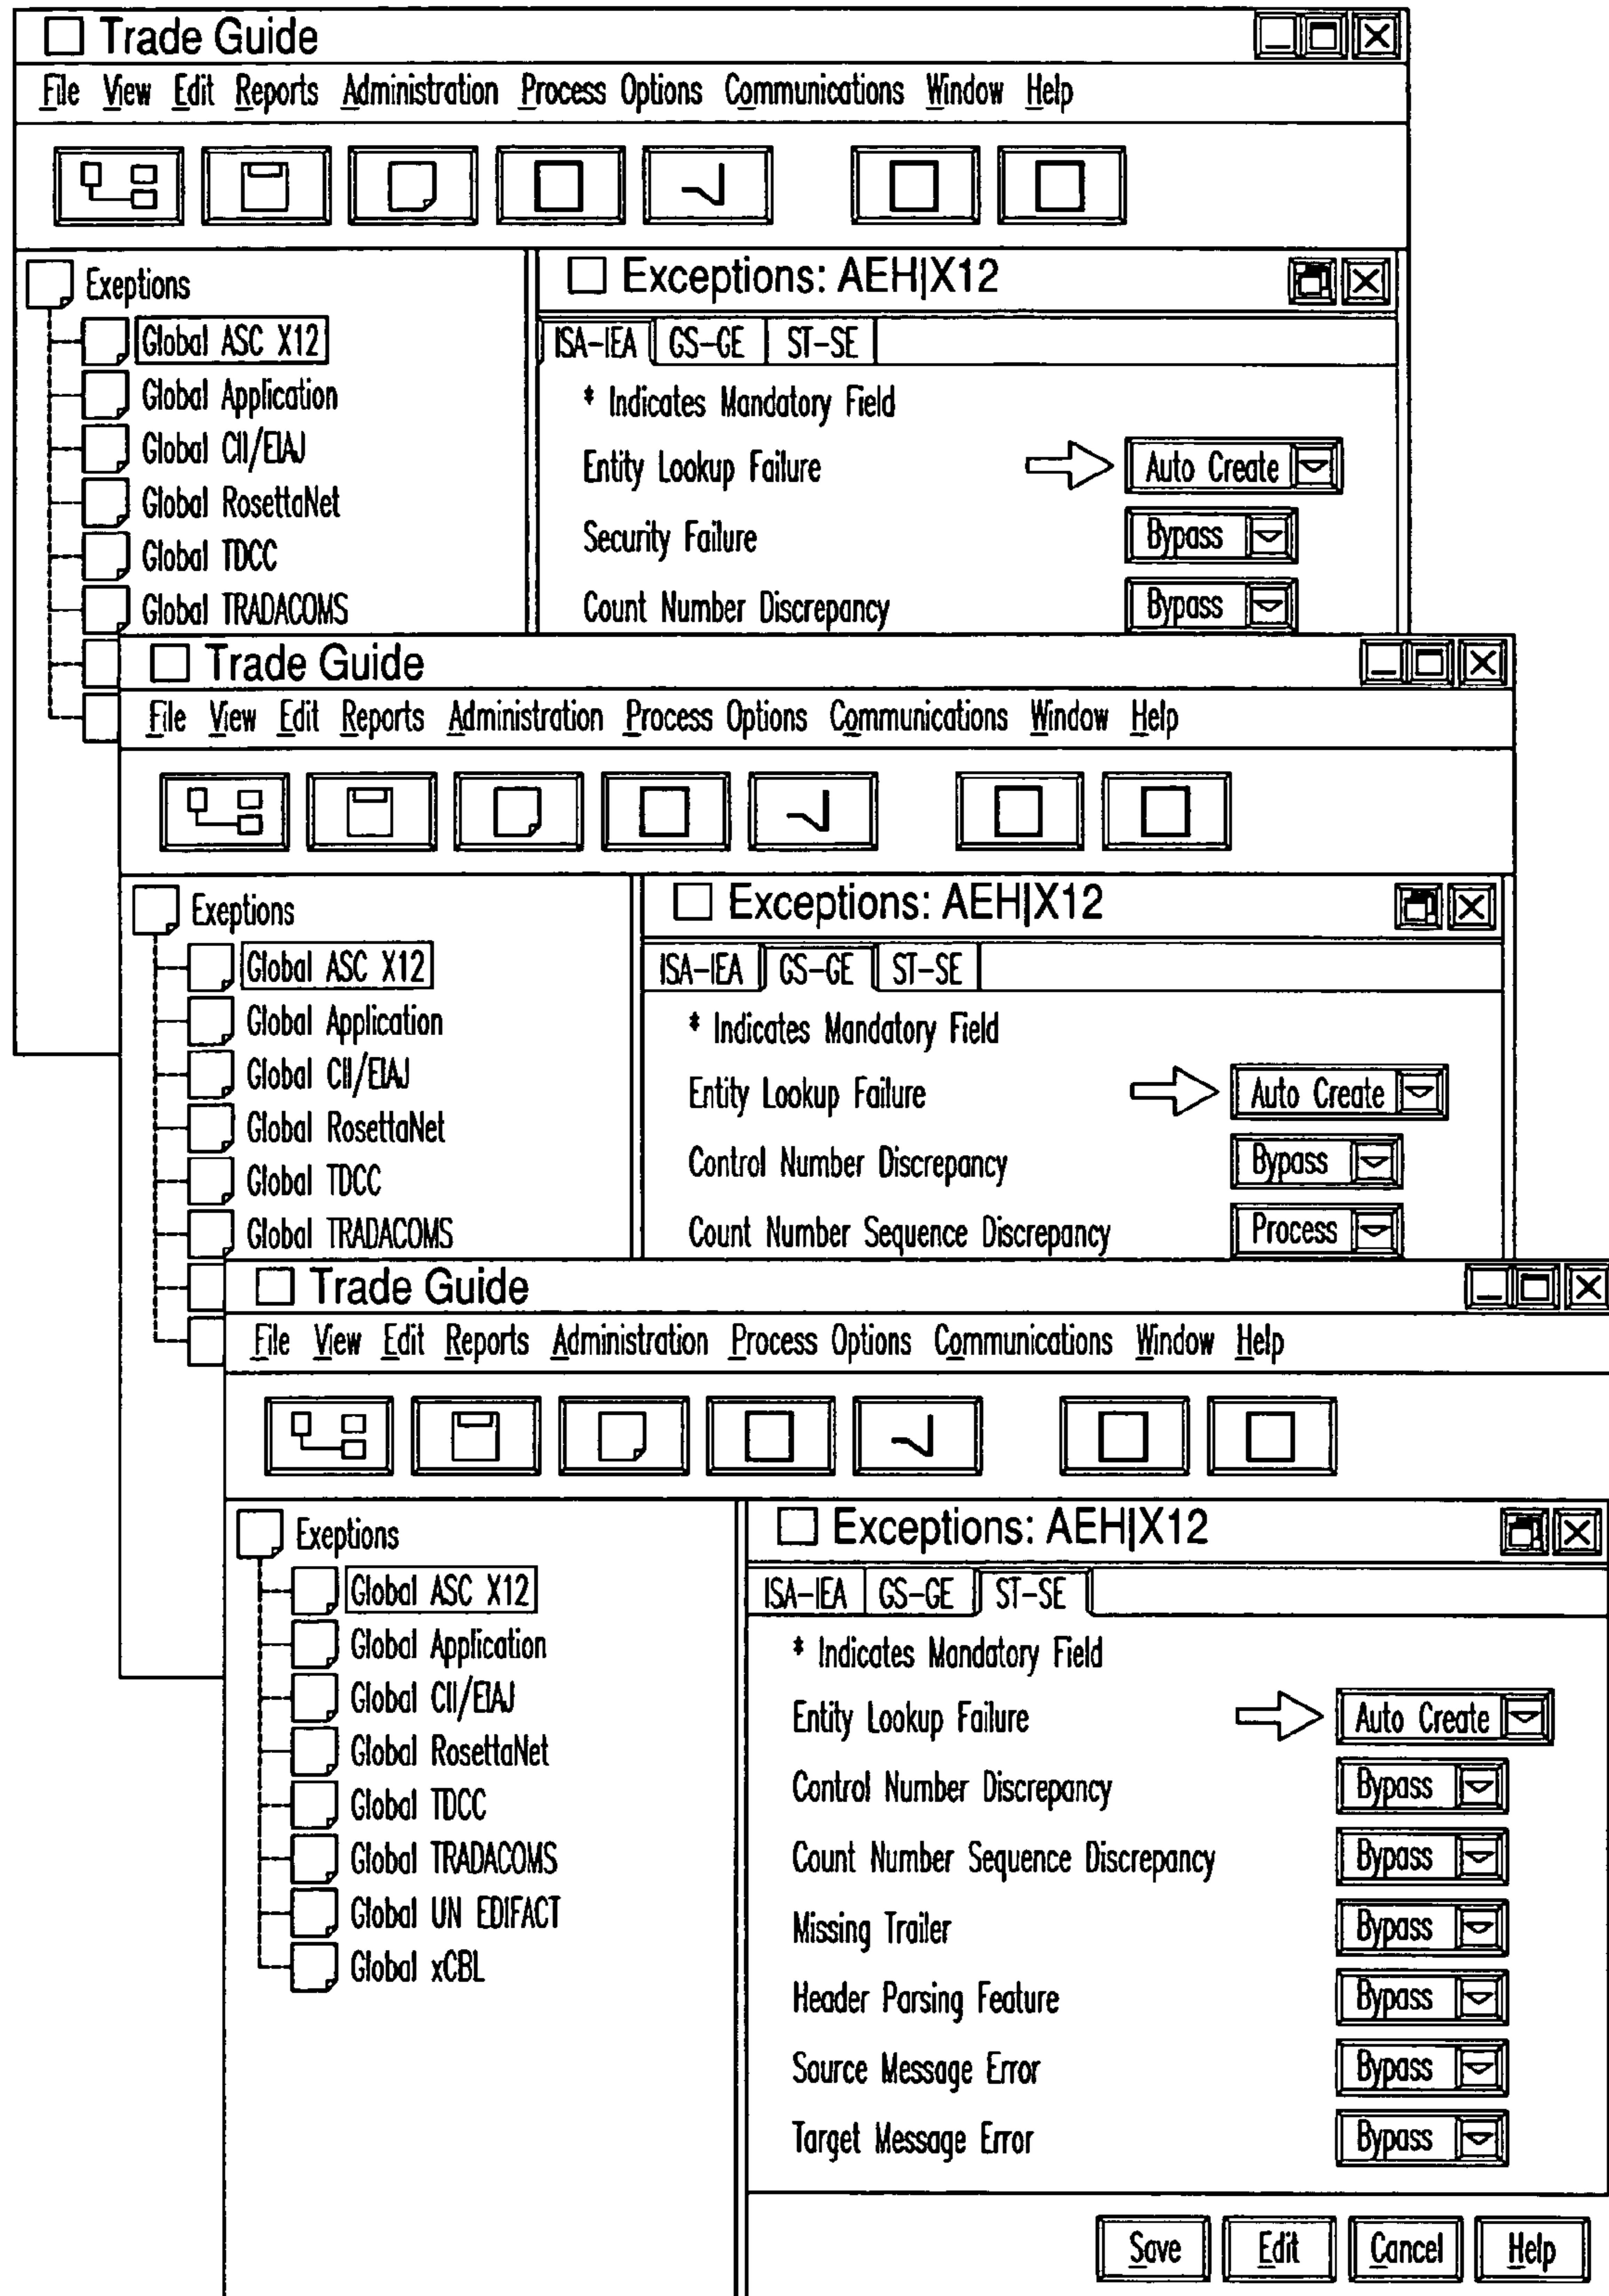 Trade Guide
File View Edit Reports Administration Process Options Communications Window Help
Exeptions
Global ASC X12
Global Application
Global CII/EIAJ
Global RosettaNet
Global TDCC
Global TRADACOMS
Exceptions: AEH|X12
ISA-IEA GS-GE ST-SE
* Indicates Mandatory Field
Entity Lookup Failure Auto Create
Security Failure Bypass
Count Number Discrepancy Bypass
Trade Guide
File View Edit Reports Administration Process Options Communications Window Help
Exeptions
Global ASC X12
Global Application
Global CII/EIAJ
Global RosettaNet
Global TDCC
Global TRADACOMS
Exceptions: AEH|X12
ISA-IEA GS-GE ST-SE
* Indicates Mandatory Field
Entity Lookup Failure Auto Create
Control Number Discrepancy Bypass
Count Number Sequence Discrepancy Process
Trade Guide
File View Edit Reports Administration Process Options Communications Window Help
Exeptions
Global ASC X12
Global Application
Global CII/EIAJ
Global RosettaNet
Global TDCC
Global TRADACOMS
Global UN EDIFACT
Global xCBL
Exceptions: AEH|X12
ISA-IEA GS-GE ST-SE
* Indicates Mandatory Field
Entity Lookup Failure Auto Create
Control Number Discrepancy Bypass
Count Number Sequence Discrepancy Bypass
Missing Trailer Bypass
Header Parsing Feature Bypass
Source Message Error Bypass
Target Message Error Bypass
Save Edit Cancel Help